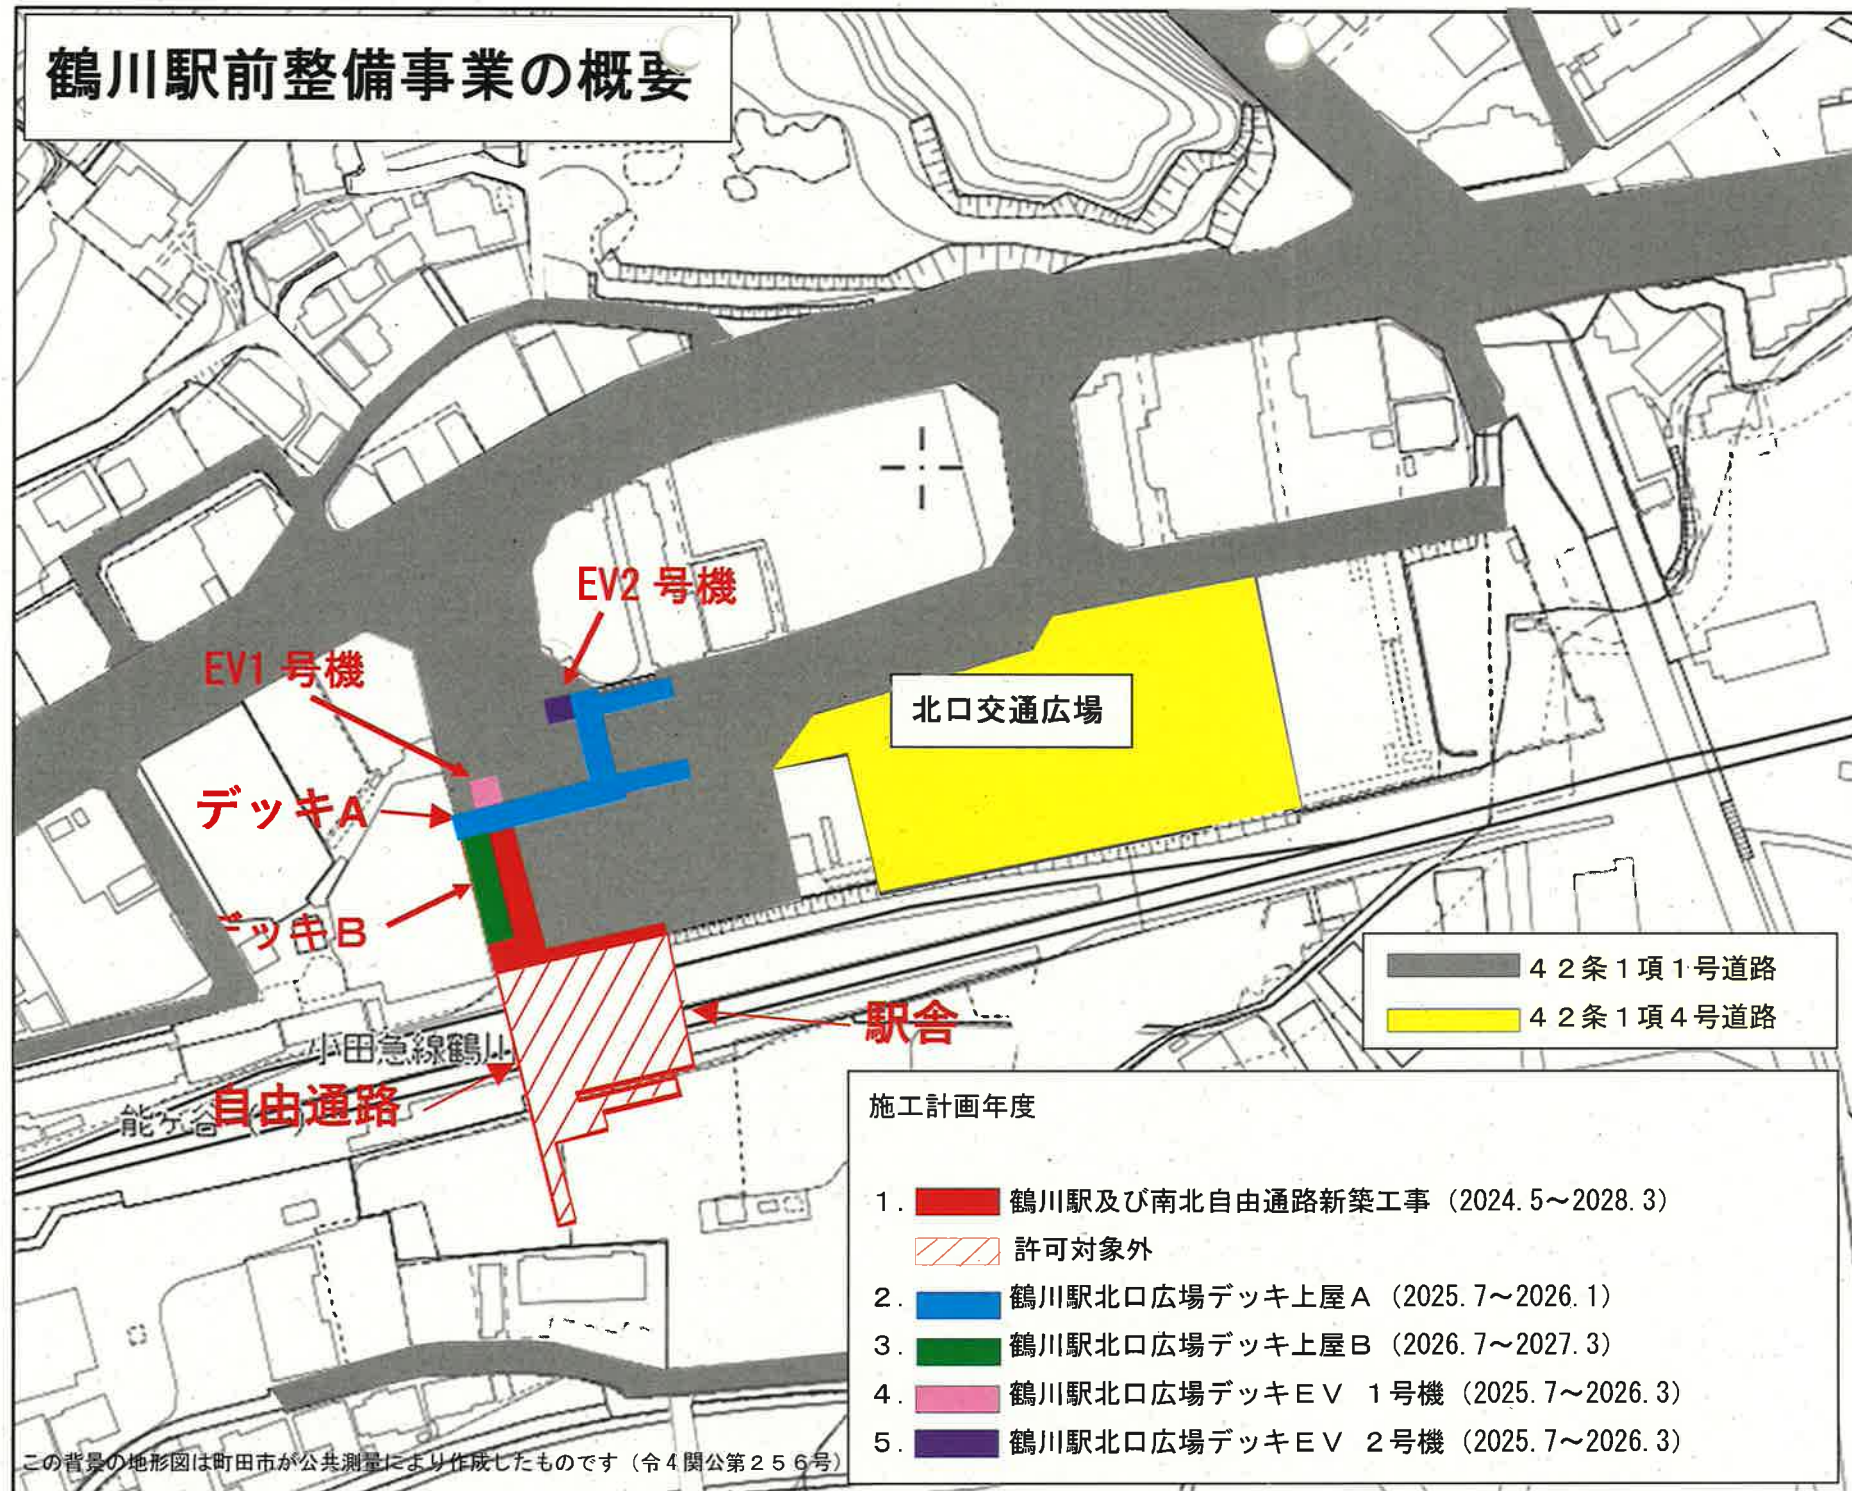 鶴川駅前整備事業の概要
EV2 号機
EV1 号機
北口交通広場
デッキA
デッキB
42条1項1号道路
42条1項4号道路
駅舎
小田急線鶴川
自由通路
能ヶ谷
施工計画年度
1. 鶴川駅及び南北自由通路新築工事 (2024.5～2028.3)
許可対象外
2. 鶴川駅北口広場デッキ上屋A (2025.7～2026.1)
3. 鶴川駅北口広場デッキ上屋B (2026.7～2027.3)
4. 鶴川駅北口広場デッキEV 1号機 (2025.7～2026.3)
5. 鶴川駅北口広場デッキEV 2号機 (2025.7～2026.3)
この背景の地形図は町田市が公共測量により作成したものです（令4関公第256号）